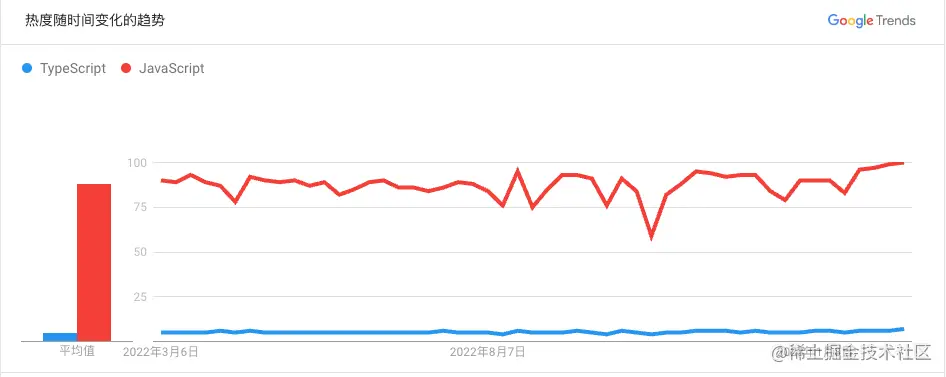 热度随时间变化的趋势
Google Trends
TypeScript
JavaScript
100
75
50
25
平均值
2022年3月6日
2022年8月7日
@稀土掘金技术社区